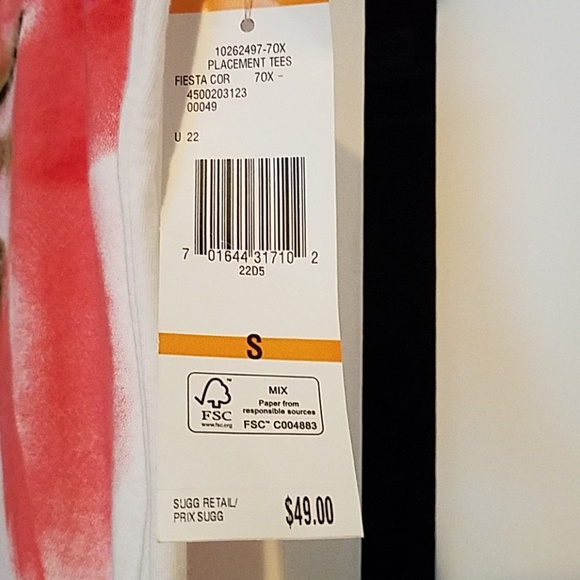 10262497-70X
PLACEMENT TEES
FIESTA COR 70X -
4500203123
00049
U 22
7 01644 31710 2
22D5
S
FSC™
www.fsc.org
MIX
Paper from
responsible sources
FSC™ C004883
SUGG RETAIL/
PRIX SUGG
$49.00